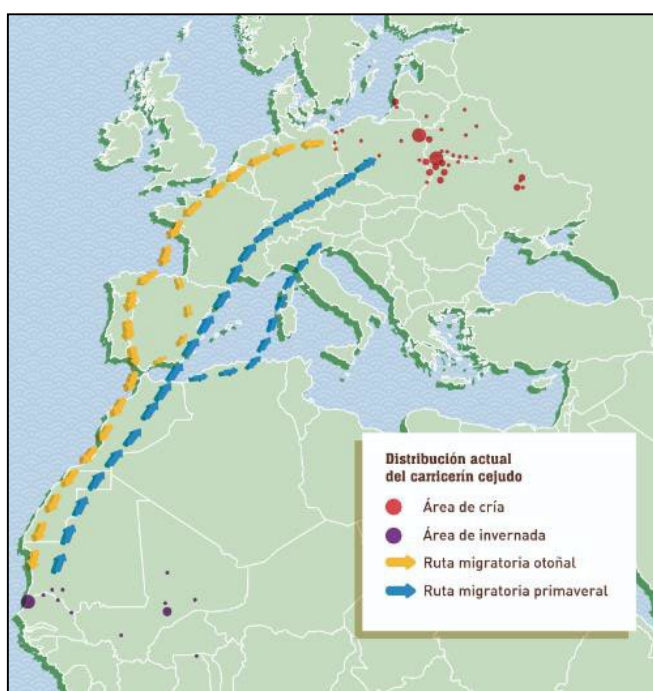 Distribución actual
del carricerín cejudo
Área de cría
Área de invernada
Ruta migratoria otoñal
Ruta migratoria primaveral